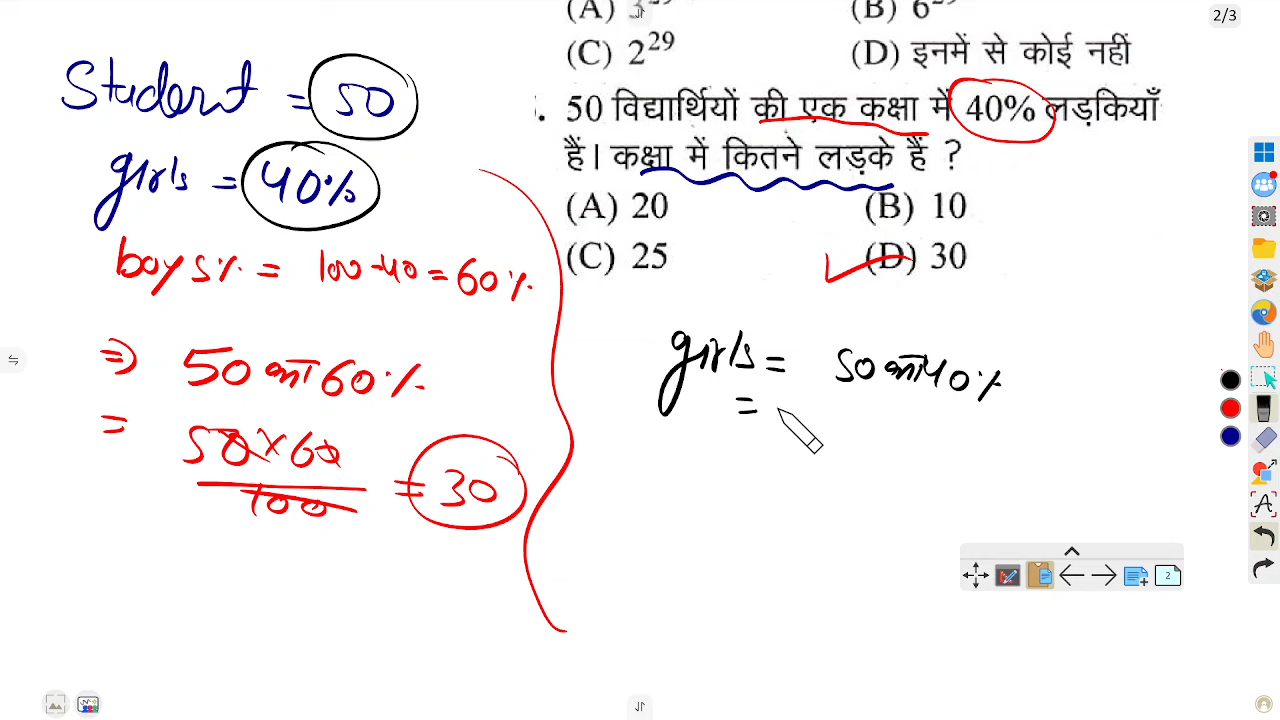 2/3
(B) 6
(C) 2²⁹ (D) इनमें से कोई नहीं
. 50 विद्यार्थियों की एक कक्षा में 40% लड़कियाँ
हैं। कक्षा में कितने लड़के हैं ?
(A) 20 (B) 10
(C) 25 (D) 30
Student = 50
girls = 40%
boys% = 100-40 = 60%
⇒ 50 का 60%
= 50×60
100
= 30
girls = 50 का 40%
=